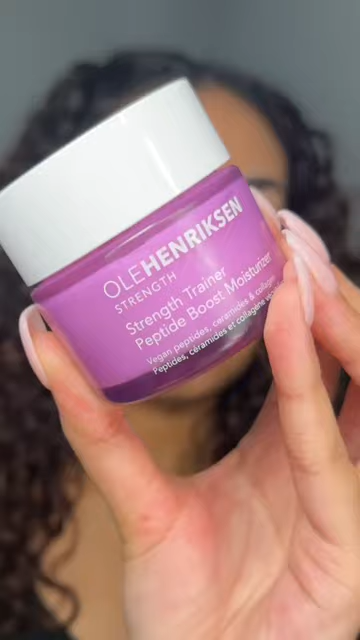 OLEHENRIKSEN
STRENGTH
Strength Trainer
Peptide Boost Moisturizer
Vegan peptides, ceramides & collagen
Peptides, céramides et collagène